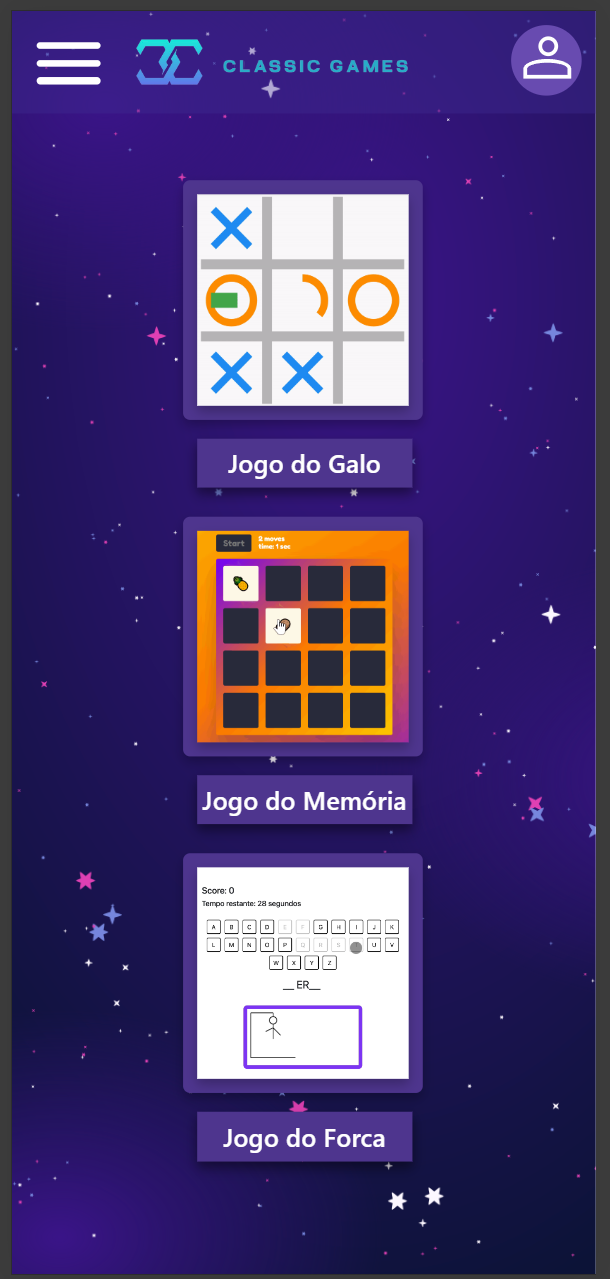 CLASSIC GAMES
Jogo do Galo
Start
2 moves
time: 1 sec
Jogo do Memória
Score: 0
Tempo restante: 28 segundos
A B C D E F G H I J K
L M N O P Q R S U V
W X Y Z
__ ER__
Jogo do Forca